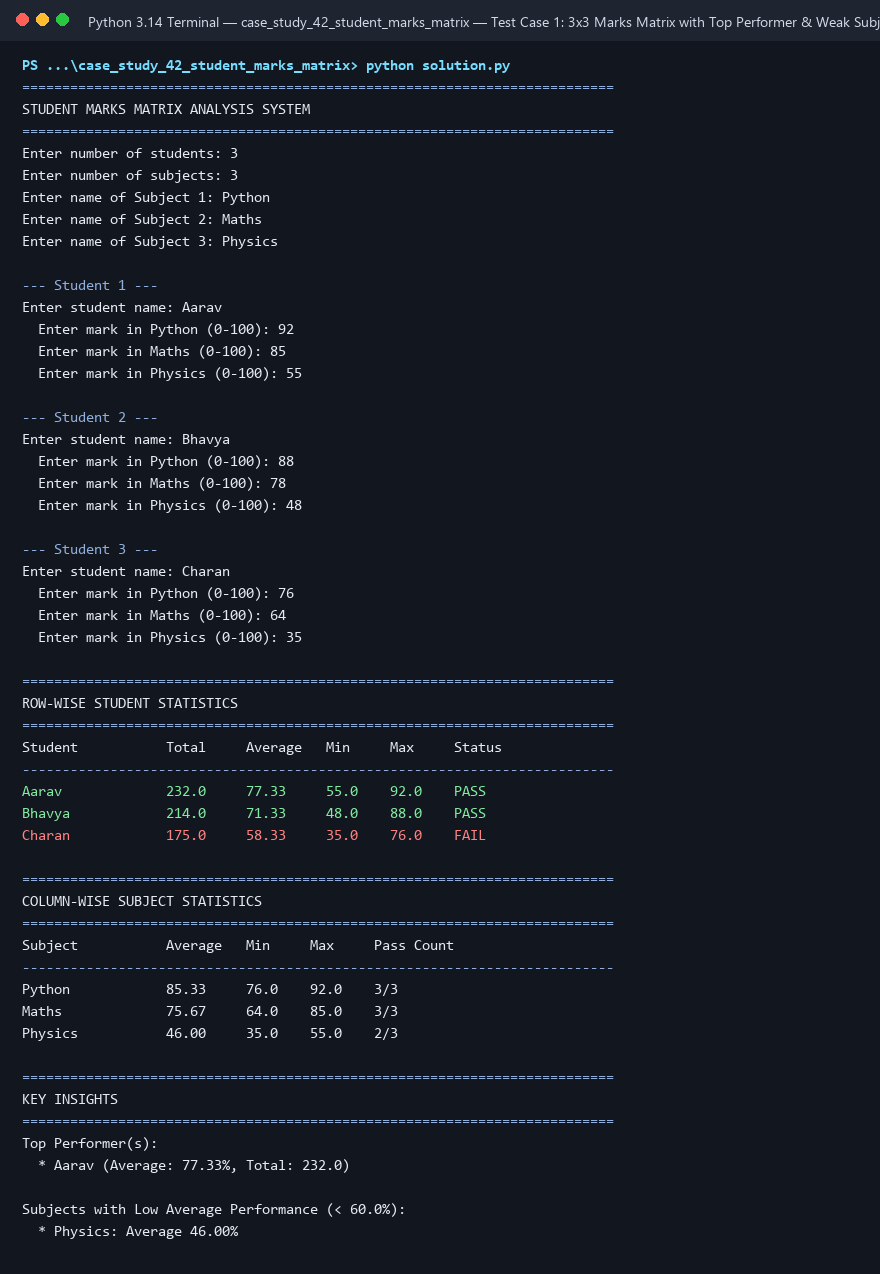 Python 3.14 Terminal — case_study_42_student_marks_matrix — Test Case 1: 3x3 Marks Matrix with Top Performer & Weak Subj
PS ...\case_study_42_student_marks_matrix> python solution.py
==========================================================================
STUDENT MARKS MATRIX ANALYSIS SYSTEM
==========================================================================
Enter number of students: 3
Enter number of subjects: 3
Enter name of Subject 1: Python
Enter name of Subject 2: Maths
Enter name of Subject 3: Physics

--- Student 1 ---
Enter student name: Aarav
  Enter mark in Python (0-100): 92
  Enter mark in Maths (0-100): 85
  Enter mark in Physics (0-100): 55

--- Student 2 ---
Enter student name: Bhavya
  Enter mark in Python (0-100): 88
  Enter mark in Maths (0-100): 78
  Enter mark in Physics (0-100): 48

--- Student 3 ---
Enter student name: Charan
  Enter mark in Python (0-100): 76
  Enter mark in Maths (0-100): 64
  Enter mark in Physics (0-100): 35

==========================================================================
ROW-WISE STUDENT STATISTICS
==========================================================================
Student           Total     Average   Min     Max     Status
--------------------------------------------------------------------------
Aarav             232.0     77.33     55.0    92.0    PASS
Bhavya            214.0     71.33     48.0    88.0    PASS
Charan            175.0     58.33     35.0    76.0    FAIL

==========================================================================
COLUMN-WISE SUBJECT STATISTICS
==========================================================================
Subject           Average   Min     Max     Pass Count
--------------------------------------------------------------------------
Python            85.33     76.0    92.0    3/3
Maths             75.67     64.0    85.0    3/3
Physics           46.00     35.0    55.0    2/3

==========================================================================
KEY INSIGHTS
==========================================================================
Top Performer(s):
  * Aarav (Average: 77.33%, Total: 232.0)

Subjects with Low Average Performance (< 60.0%):
  * Physics: Average 46.00%